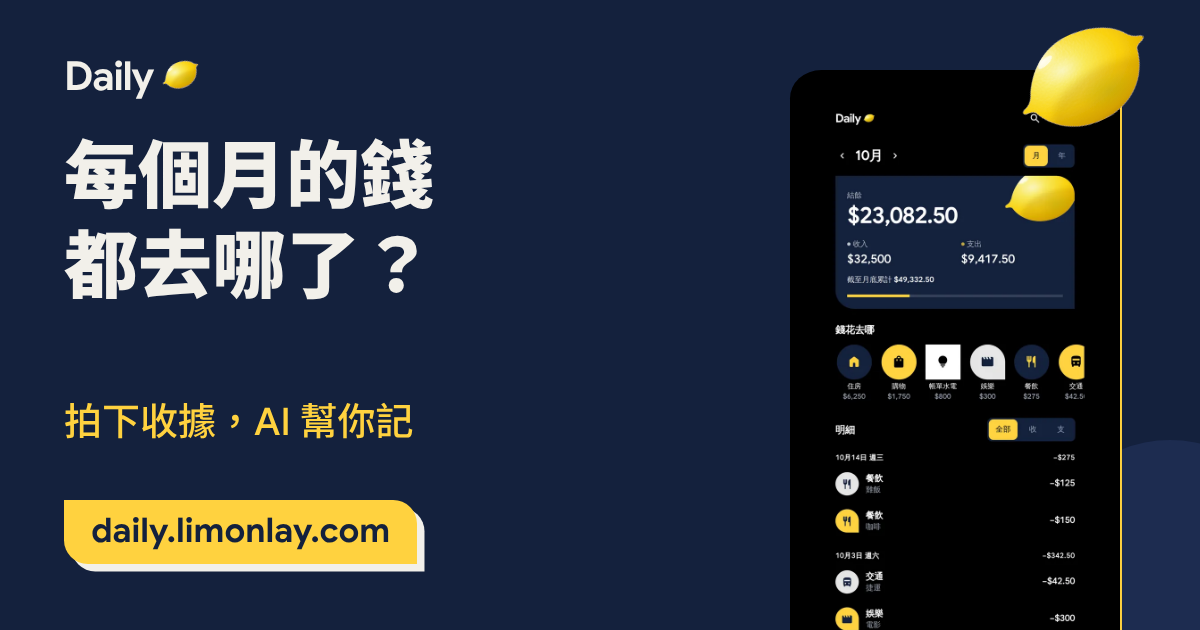 Daily
每個月的錢
都去哪了？
拍下收據，AI 幫你記
daily.limonlay.com
Daily
10月
月 年
結餘
$23,082.50
收入 支出
$32,500 $9,417.50
截至月底累計 $49,332.50
錢花去哪
住房 購物 帳單水電 娛樂 餐飲 交通
$6,250 $1,750 $800 $300 $275 $42.5
明細
全部 收 支
10月14日 週三 −$275
餐飲 −$125
雞飯
餐飲 −$150
咖啡
10月3日 週六 −$342.50
交通 −$42.50
捷運
娛樂 −$300
電影